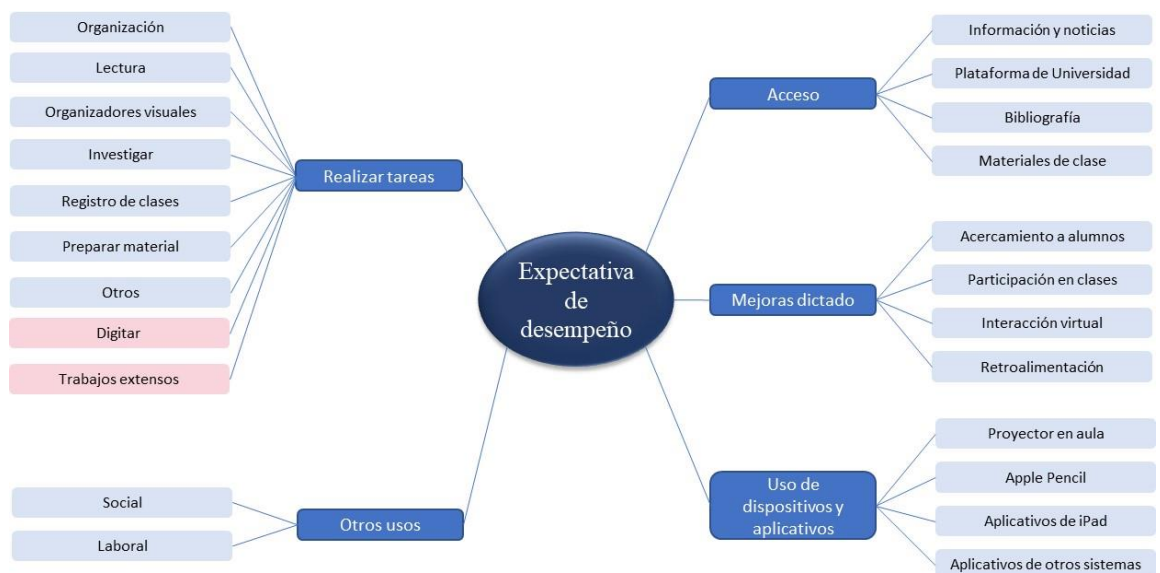 Organización
Lectura
Organizadores visuales
Investigar
Registro de clases
Preparar material
Otros
Digitar
Trabajos extensos
Realizar tareas
Social
Laboral
Otros usos
Expectativa
de
desempeño
Acceso
Información y noticias
Plataforma de Universidad
Bibliografía
Materiales de clase
Mejoras dictado
Acercamiento a alumnos
Participación en clases
Interacción virtual
Retroalimentación
Uso de
dispositivos y
aplicativos
Proyector en aula
Apple Pencil
Aplicativos de iPad
Aplicativos de otros sistemas